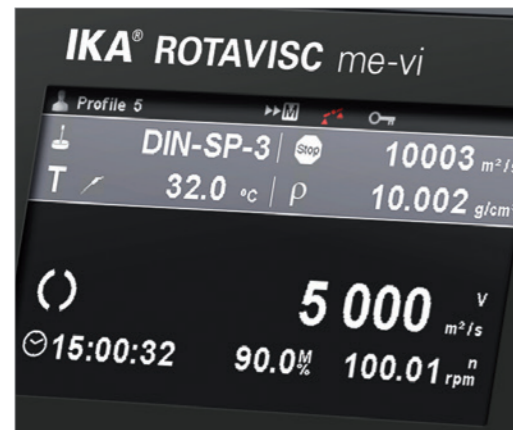 IKA® ROTAVISC me-vi
Profile 5 M
DIN-SP-3 Stop 10003 m²/s
T 32.0 °C ρ 10.002 g/cm³
5 000 V m²/s
15:00:32 90.0 M % 100.01 n rpm